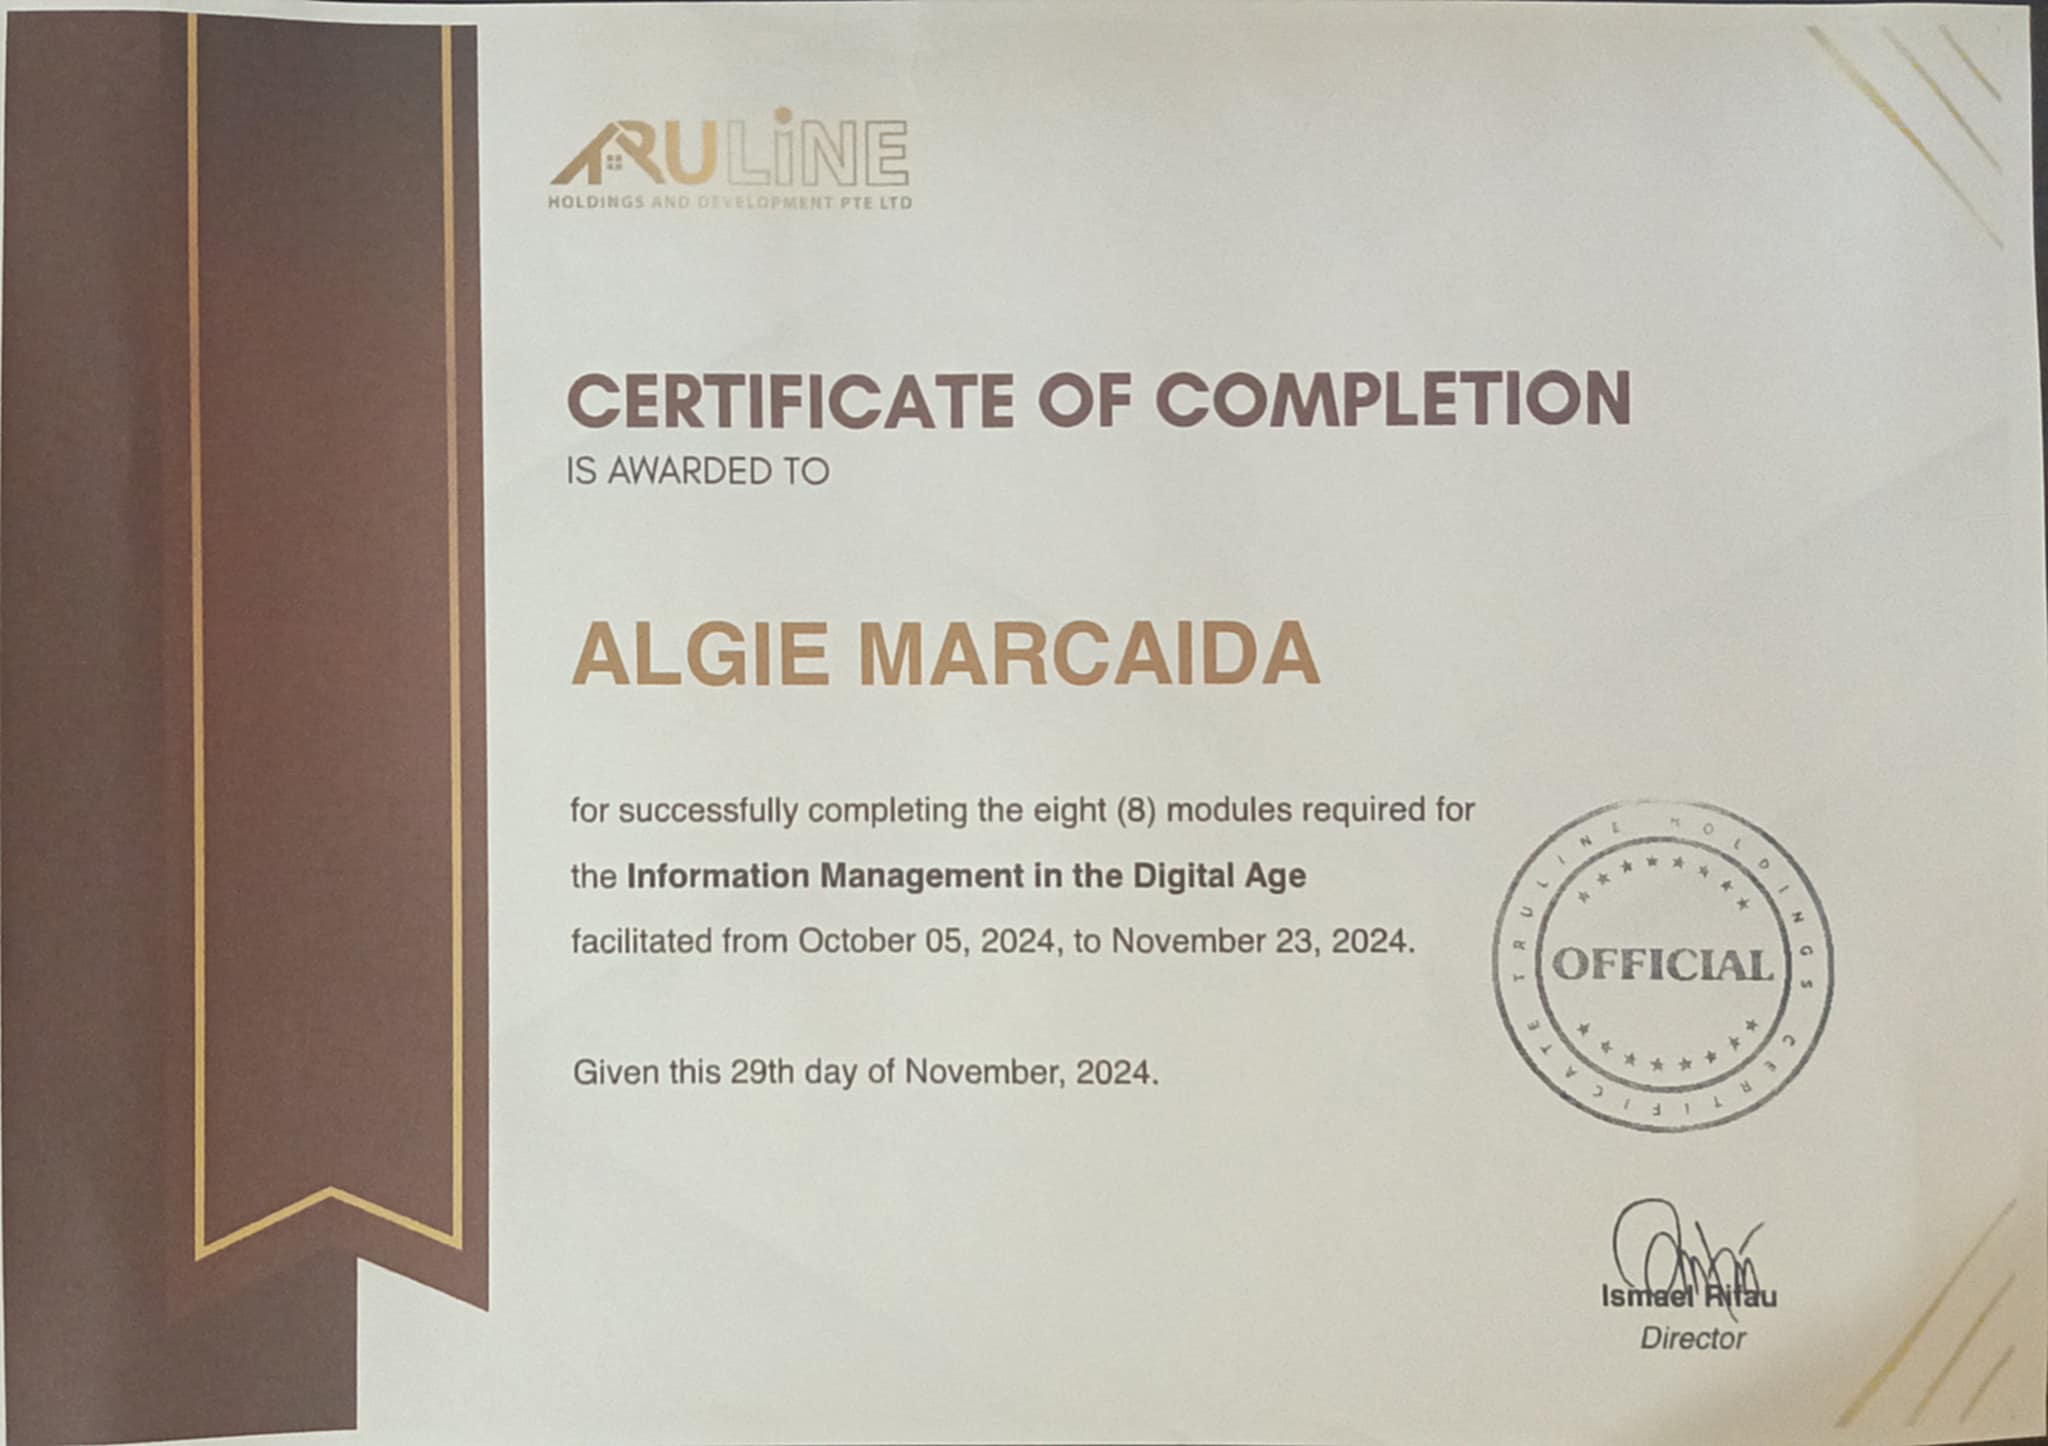 TRULINE
HOLDINGS AND DEVELOPMENT PTE LTD
CERTIFICATE OF COMPLETION
IS AWARDED TO
ALGIE MARCAIDA
for successfully completing the eight (8) modules required for
the Information Management in the Digital Age
facilitated from October 05, 2024, to November 23, 2024.
Given this 29th day of November, 2024.
TRULINE HOLDINGS CERTIFICATE
OFFICIAL
Ismael Rifau
Director